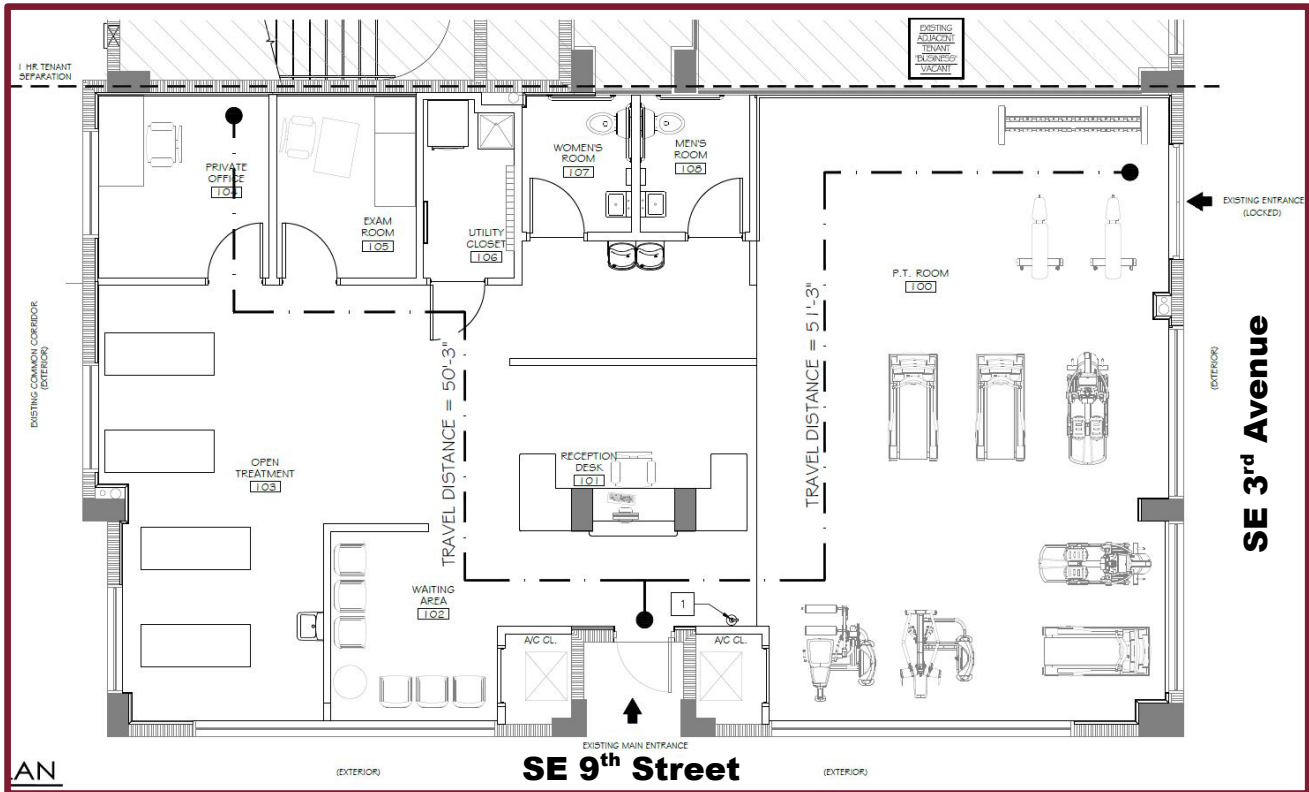 EXISTING
ADJACENT
TENANT
"BUSINESS"
VACANT
1 HR TENANT
SEPARATION
PRIVATE
OFFICE
104
EXAM
ROOM
105
UTILITY
CLOSET
106
WOMEN'S
ROOM
107
MEN'S
ROOM
108
EXISTING ENTRANCE
(LOCKED)
P.T. ROOM
100
EXISTING COMMON CORRIDOR
(EXTERIOR)
TRAVEL DISTANCE = 50'-3"
TRAVEL DISTANCE = 51'-3"
(EXTERIOR)
SE 3rd Avenue
OPEN
TREATMENT
103
RECEPTION
DESK
101
WAITING
AREA
102
1
A/C CL.
A/C CL.
EXISTING MAIN ENTRANCE
(EXTERIOR)
SE 9th Street
(EXTERIOR)
LAN